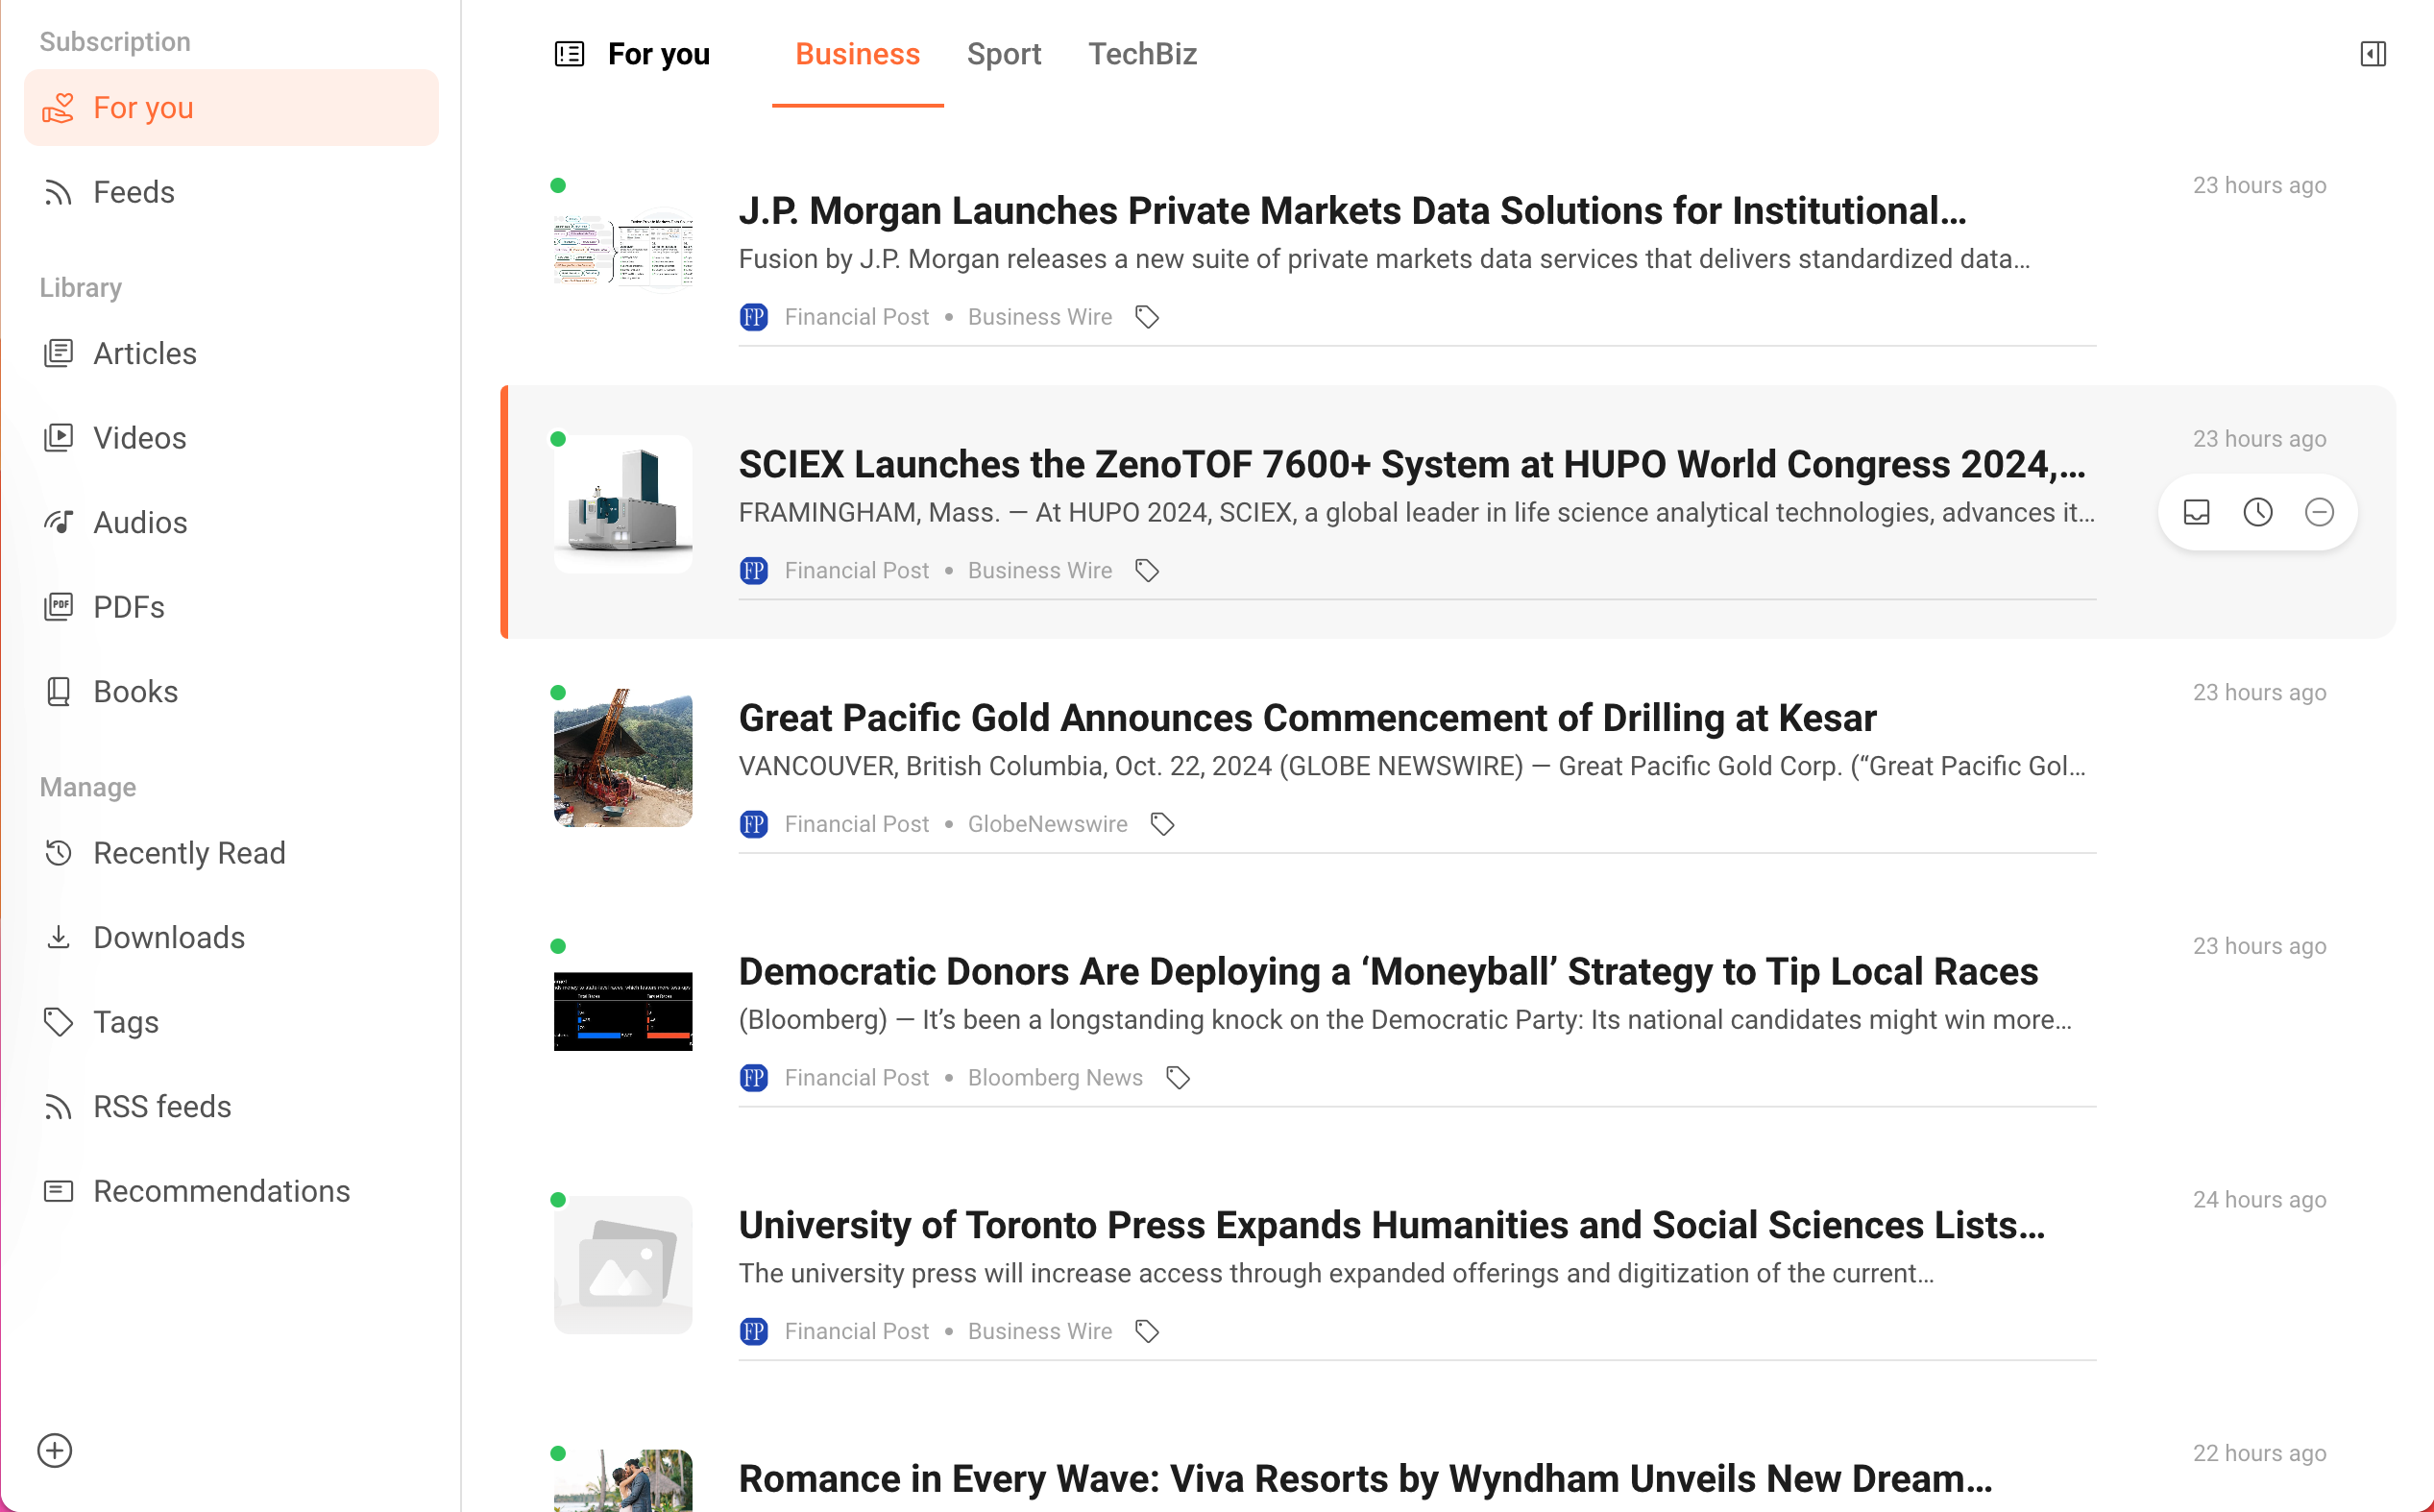 Subscription
For you
Feeds
Library
Articles
Videos
Audios
PDF
PDFs
Books
Manage
Recently Read
Downloads
Tags
RSS feeds
Recommendations
For you
Business
Sport
TechBiz
J.P. Morgan Launches Private Markets Data Solutions for Institutional...
23 hours ago
Fusion by J.P. Morgan releases a new suite of private markets data services that delivers standardized data...
FP Financial Post • Business Wire
SCIEX Launches the ZenoTOF 7600+ System at HUPO World Congress 2024,...
23 hours ago
FRAMINGHAM, Mass. — At HUPO 2024, SCIEX, a global leader in life science analytical technologies, advances it...
FP Financial Post • Business Wire
Great Pacific Gold Announces Commencement of Drilling at Kesar
23 hours ago
VANCOUVER, British Columbia, Oct. 22, 2024 (GLOBE NEWSWIRE) — Great Pacific Gold Corp. (“Great Pacific Gol...
FP Financial Post • GlobeNewswire
Democratic Donors Are Deploying a ‘Moneyball’ Strategy to Tip Local Races
23 hours ago
(Bloomberg) — It’s been a longstanding knock on the Democratic Party: Its national candidates might win more...
FP Financial Post • Bloomberg News
University of Toronto Press Expands Humanities and Social Sciences Lists...
24 hours ago
The university press will increase access through expanded offerings and digitization of the current...
FP Financial Post • Business Wire
Romance in Every Wave: Viva Resorts by Wyndham Unveils New Dream...
22 hours ago